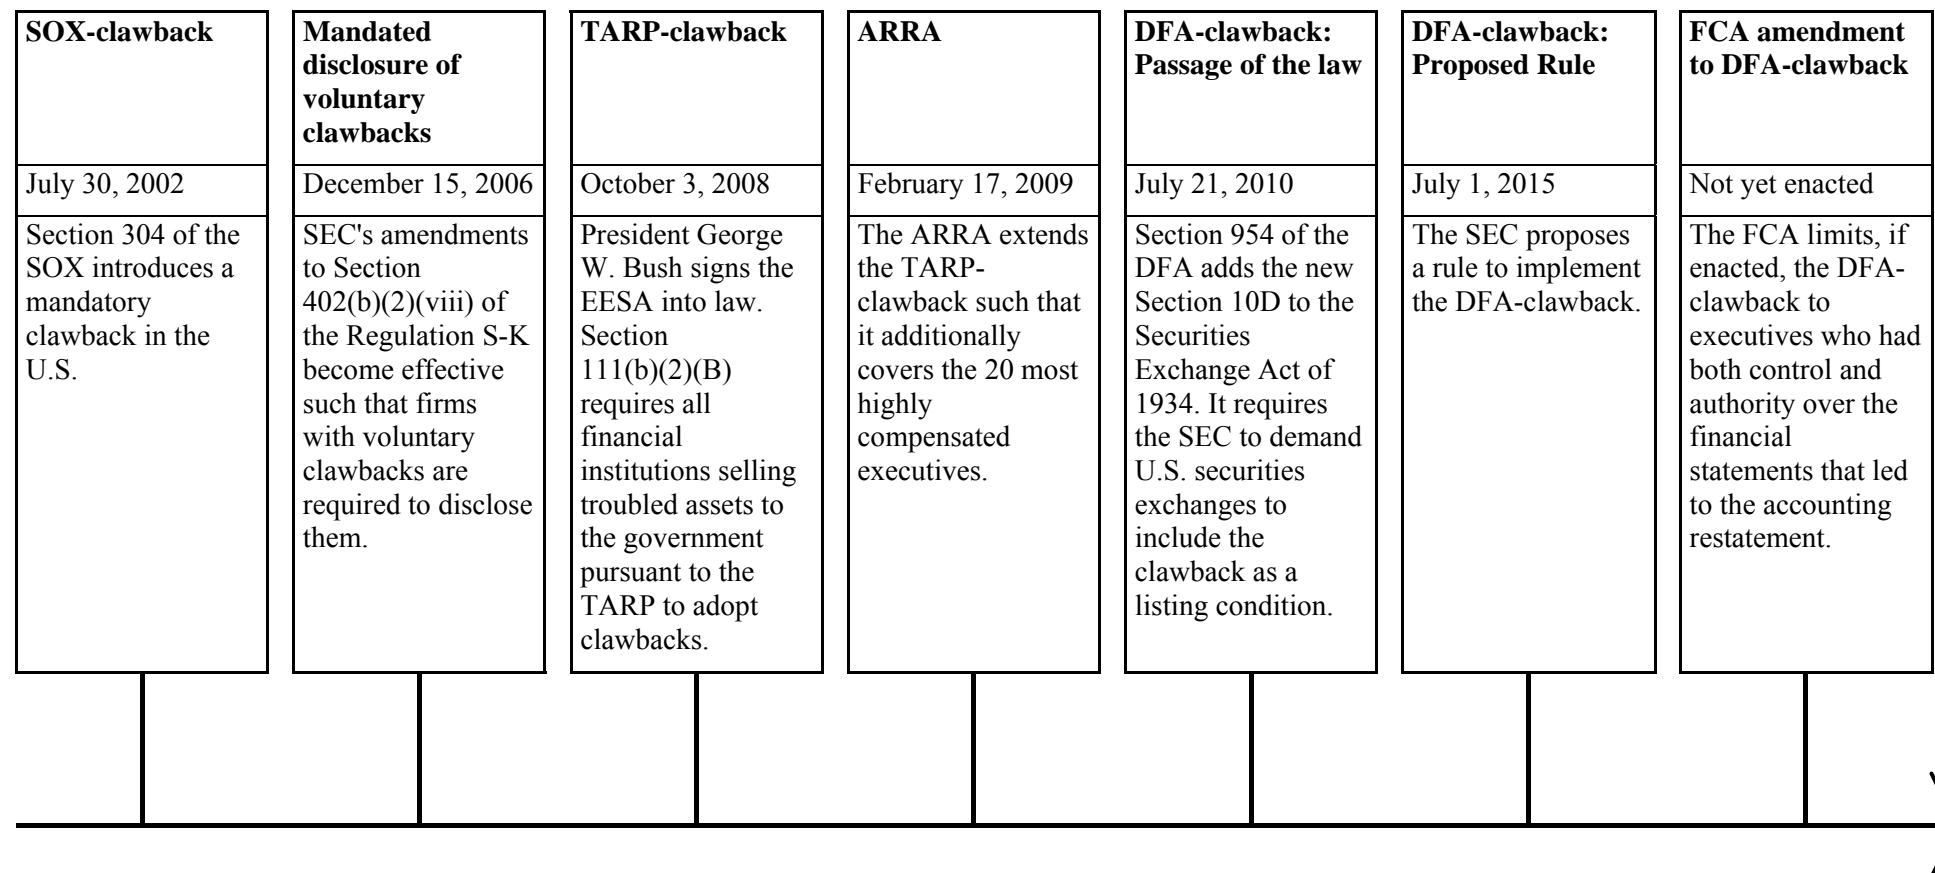 SOX-clawback
July 30, 2002
Section 304 of the
SOX introduces a
mandatory
clawback in the
U.S.
Mandated
disclosure of
voluntary
clawbacks
December 15, 2006
SEC's amendments
to Section
402(b)(2)(viii) of
the Regulation S-K
become effective
such that firms
with voluntary
clawbacks are
required to disclose
them.
TARP-clawback
October 3, 2008
President George
W. Bush signs the
EESA into law.
Section
111(b)(2)(B)
requires all
financial
institutions selling
troubled assets to
the government
pursuant to the
TARP to adopt
clawbacks.
ARRA
February 17, 2009
The ARRA extends
the TARP-
clawback such that
it additionally
covers the 20 most
highly
compensated
executives.
DFA-clawback:
Passage of the law
July 21, 2010
Section 954 of the
DFA adds the new
Section 10D to the
Securities
Exchange Act of
1934. It requires
the SEC to demand
U.S. securities
exchanges to
include the
clawback as a
listing condition.
DFA-clawback:
Proposed Rule
July 1, 2015
The SEC proposes
a rule to implement
the DFA-clawback.
FCA amendment
to DFA-clawback
Not yet enacted
The FCA limits, if
enacted, the DFA-
clawback to
executives who had
both control and
authority over the
financial
statements that led
to the accounting
restatement.